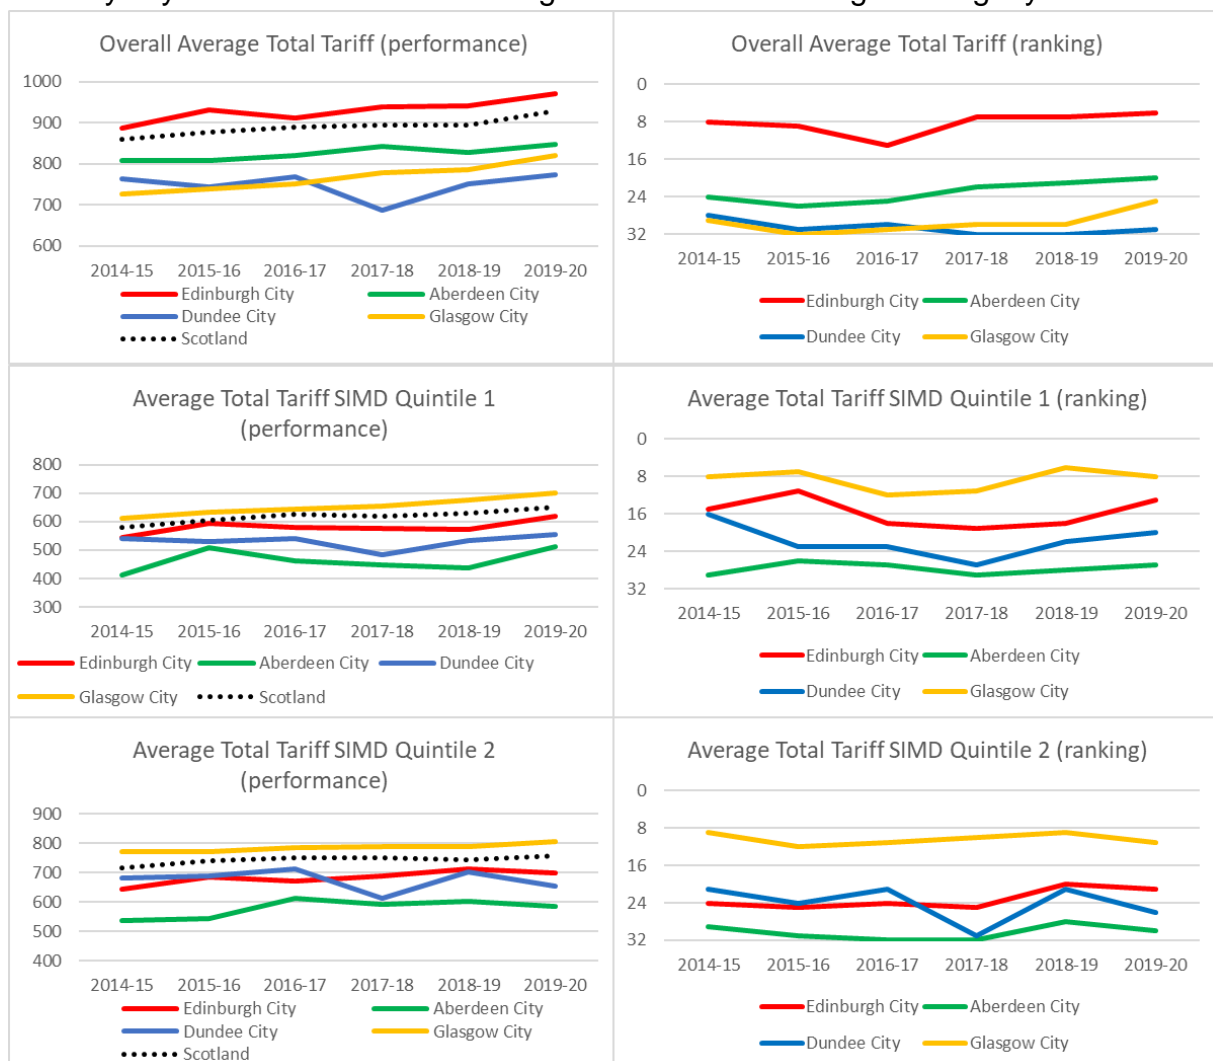 Overall Average Total Tariff (performance)
1000
900
800
700
600
2014-15 2015-16 2016-17 2017-18 2018-19 2019-20
Edinburgh City Aberdeen City
Dundee City Glasgow City
Scotland
Overall Average Total Tariff (ranking)
0
8
16
24
32
2014-15 2015-16 2016-17 2017-18 2018-19 2019-20
Edinburgh City Aberdeen City
Dundee City Glasgow City
Average Total Tariff SIMD Quintile 1
(performance)
800
700
600
500
400
300
2014-15 2015-16 2016-17 2017-18 2018-19 2019-20
Edinburgh City Aberdeen City Dundee City
Glasgow City Scotland
Average Total Tariff SIMD Quintile 1 (ranking)
0
8
16
24
32
2014-15 2015-16 2016-17 2017-18 2018-19 2019-20
Edinburgh City Aberdeen City
Dundee City Glasgow City
Average Total Tariff SIMD Quintile 2
(performance)
900
800
700
600
500
400
2014-15 2015-16 2016-17 2017-18 2018-19 2019-20
Edinburgh City Aberdeen City
Dundee City Glasgow City
Scotland
Average Total Tariff SIMD Quintile 2 (ranking)
0
8
16
24
32
2014-15 2015-16 2016-17 2017-18 2018-19 2019-20
Edinburgh City Aberdeen City
Dundee City Glasgow City